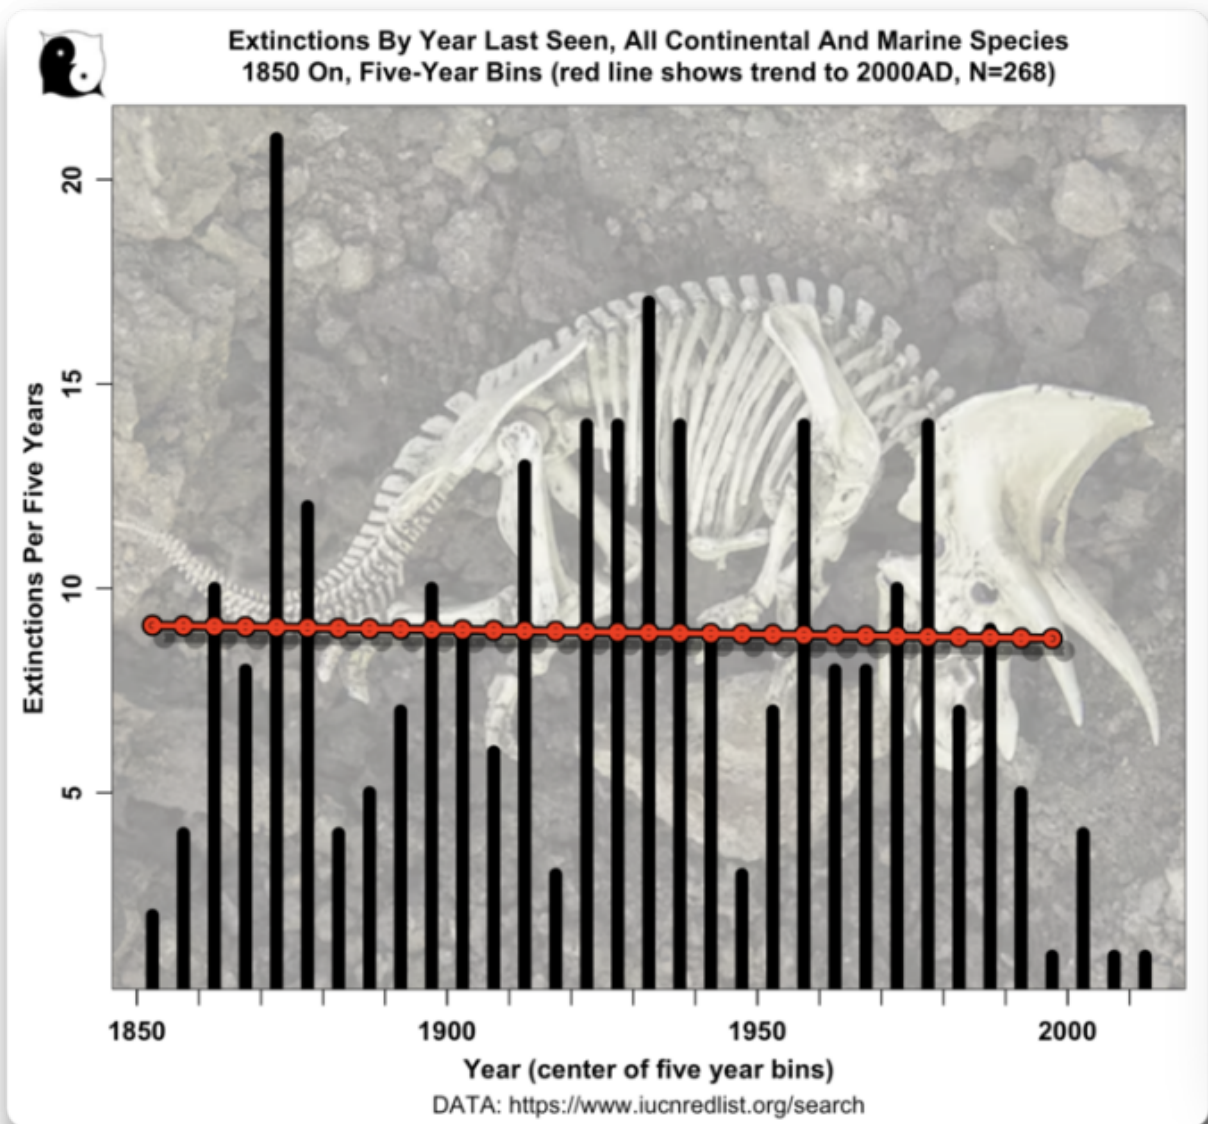 Extinctions By Year Last Seen, All Continental And Marine Species
1850 On, Five-Year Bins (red line shows trend to 2000AD, N=268)
Extinctions Per Five Years
20
15
10
5
1850 1900 1950 2000
Year (center of five year bins)
DATA: https://www.iucnredlist.org/search